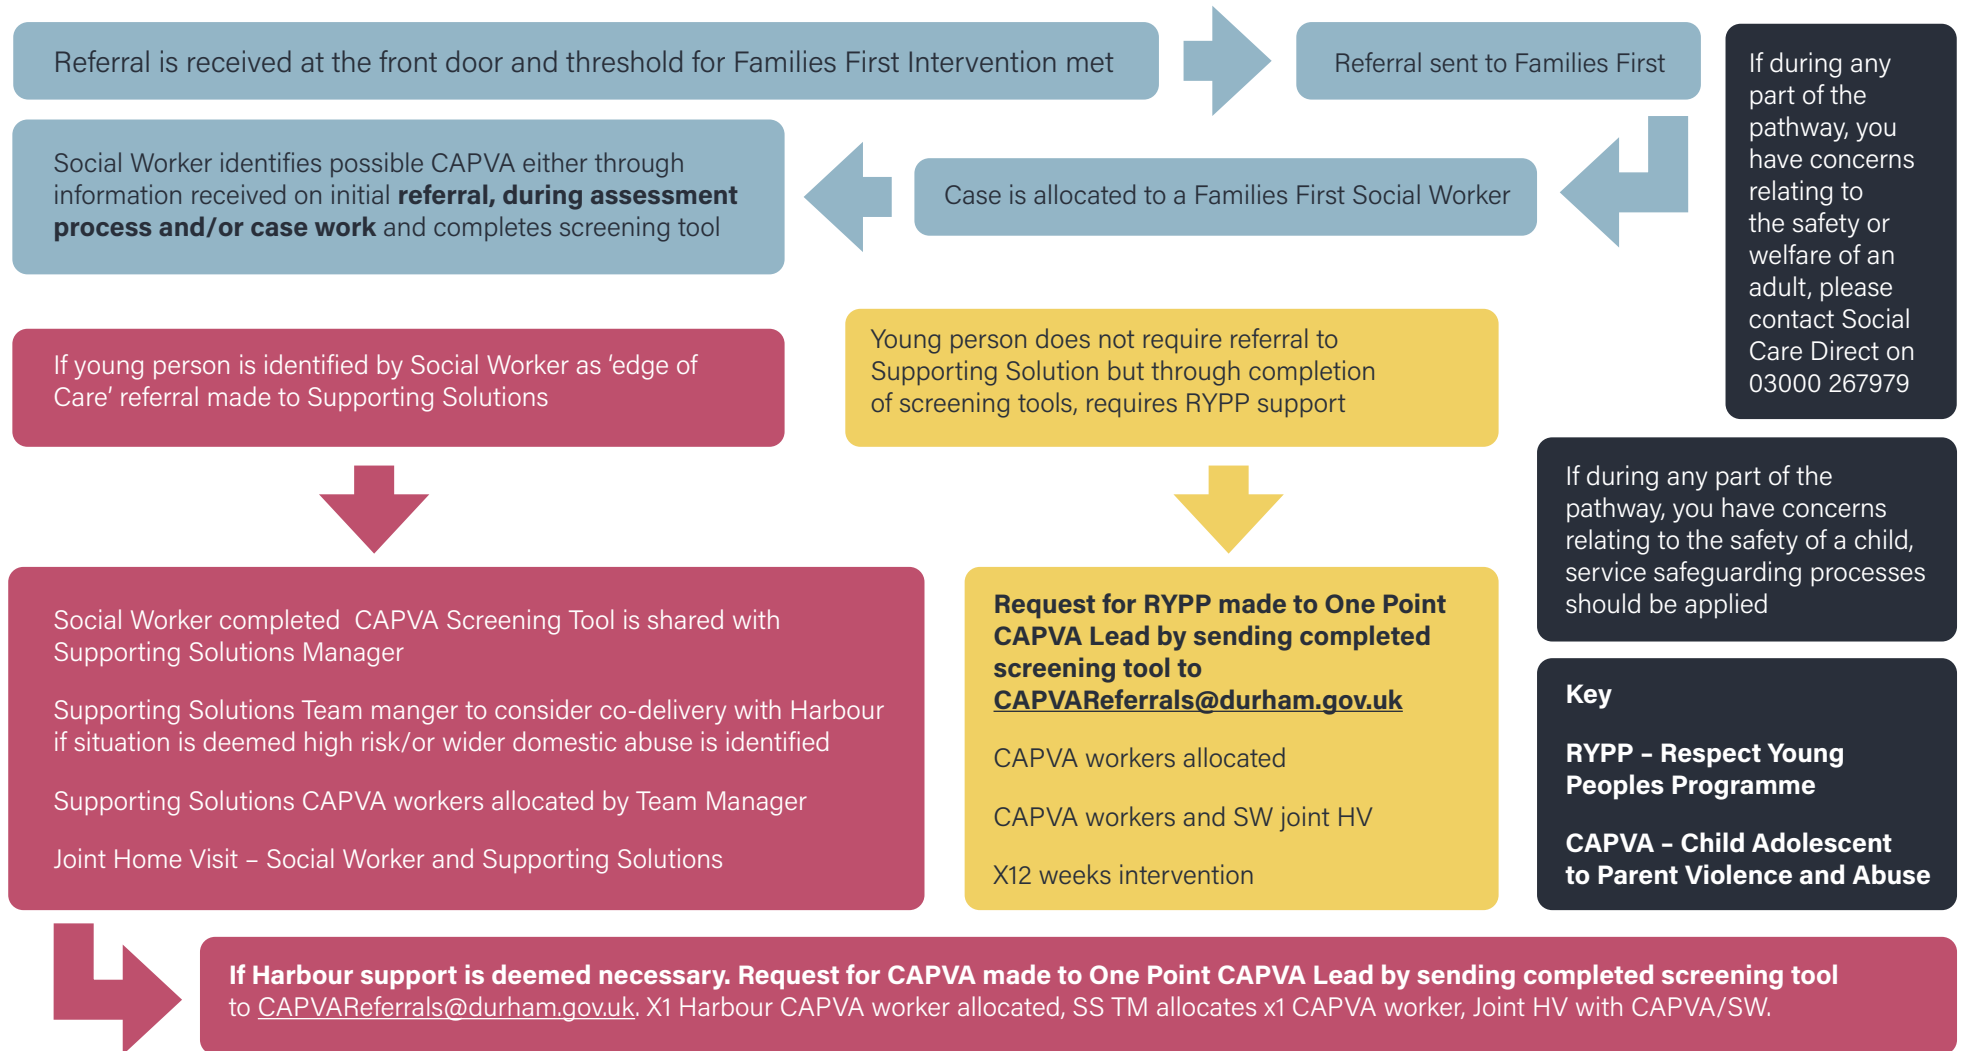 Referral is received at the front door and threshold for Families First Intervention met
Referral sent to Families First
If during any
part of the
pathway, you
have concerns
relating to
the safety or
welfare of an
adult, please
contact Social
Care Direct on
03000 267979
Case is allocated to a Families First Social Worker
Social Worker identifies possible CAPVA either through
information received on initial referral, during assessment
process and/or case work and completes screening tool
If young person is identified by Social Worker as ‘edge of
Care’ referral made to Supporting Solutions
Young person does not require referral to
Supporting Solution but through completion
of screening tools, requires RYPP support
If during any part of the
pathway, you have concerns
relating to the safety of a child,
service safeguarding processes
should be applied
Social Worker completed  CAPVA Screening Tool is shared with
Supporting Solutions Manager
Supporting Solutions Team manger to consider co-delivery with Harbour
if situation is deemed high risk/or wider domestic abuse is identified
Supporting Solutions CAPVA workers allocated by Team Manager
Joint Home Visit – Social Worker and Supporting Solutions
Request for RYPP made to One Point
CAPVA Lead by sending completed
screening tool to
CAPVAReferrals@durham.gov.uk
CAPVA workers allocated
CAPVA workers and SW joint HV
X12 weeks intervention
Key
RYPP – Respect Young
Peoples Programme
CAPVA – Child Adolescent
to Parent Violence and Abuse
If Harbour support is deemed necessary. Request for CAPVA made to One Point CAPVA Lead by sending completed screening tool
to CAPVAReferrals@durham.gov.uk. X1 Harbour CAPVA worker allocated, SS TM allocates x1 CAPVA worker, Joint HV with CAPVA/SW.